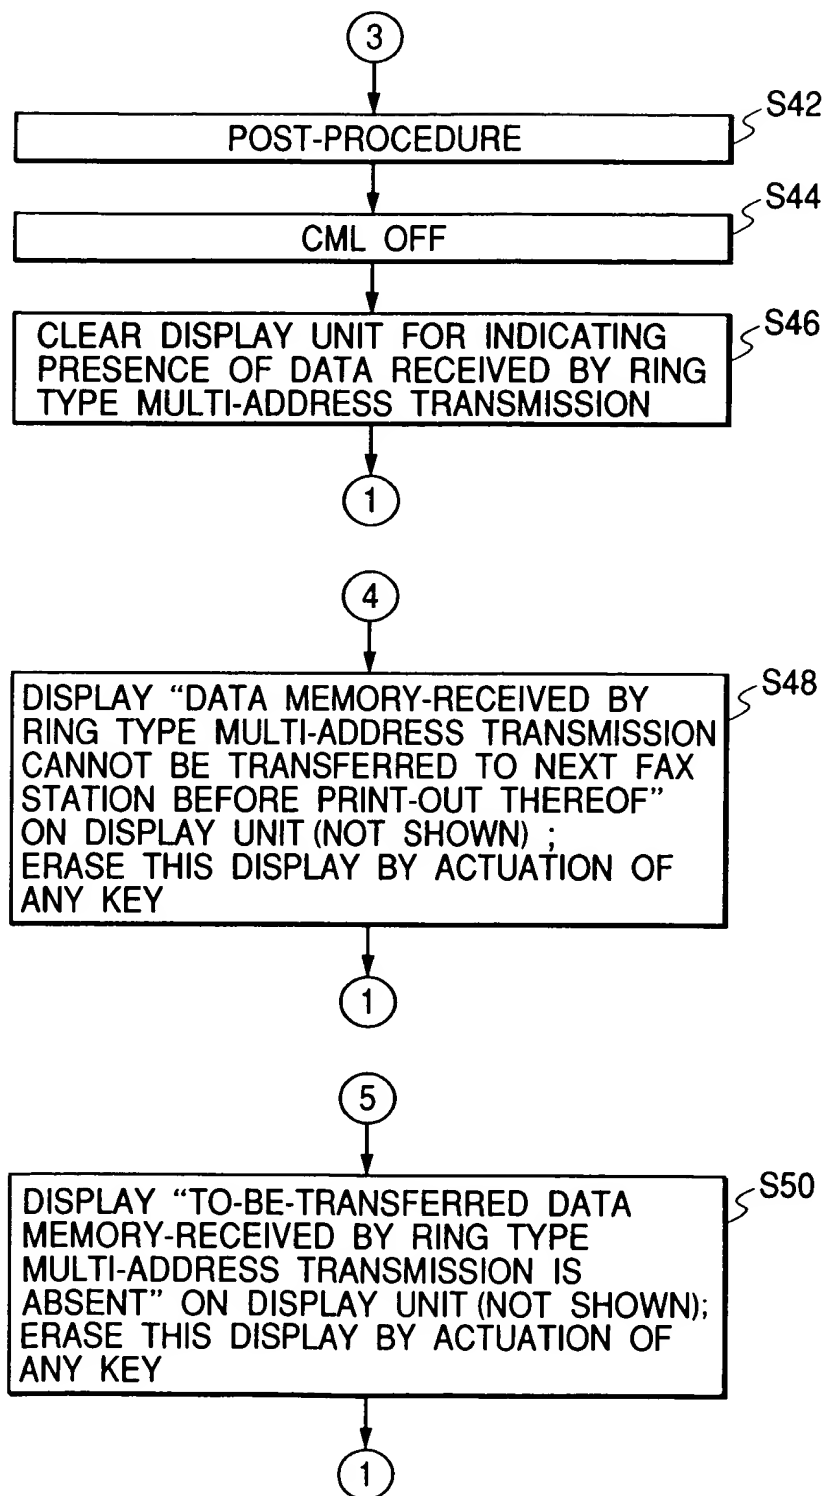 3
S42
POST-PROCEDURE
S44
CML OFF
S46
CLEAR DISPLAY UNIT FOR INDICATING
PRESENCE OF DATA RECEIVED BY RING
TYPE MULTI-ADDRESS TRANSMISSION
1
4
S48
DISPLAY “DATA MEMORY-RECEIVED BY
RING TYPE MULTI-ADDRESS TRANSMISSION
CANNOT BE TRANSFERRED TO NEXT FAX
STATION BEFORE PRINT-OUT THEREOF”
ON DISPLAY UNIT (NOT SHOWN) ;
ERASE THIS DISPLAY BY ACTUATION OF
ANY KEY
1
5
S50
DISPLAY “TO-BE-TRANSFERRED DATA
MEMORY-RECEIVED BY RING TYPE
MULTI-ADDRESS TRANSMISSION IS
ABSENT” ON DISPLAY UNIT (NOT SHOWN);
ERASE THIS DISPLAY BY ACTUATION OF
ANY KEY
1